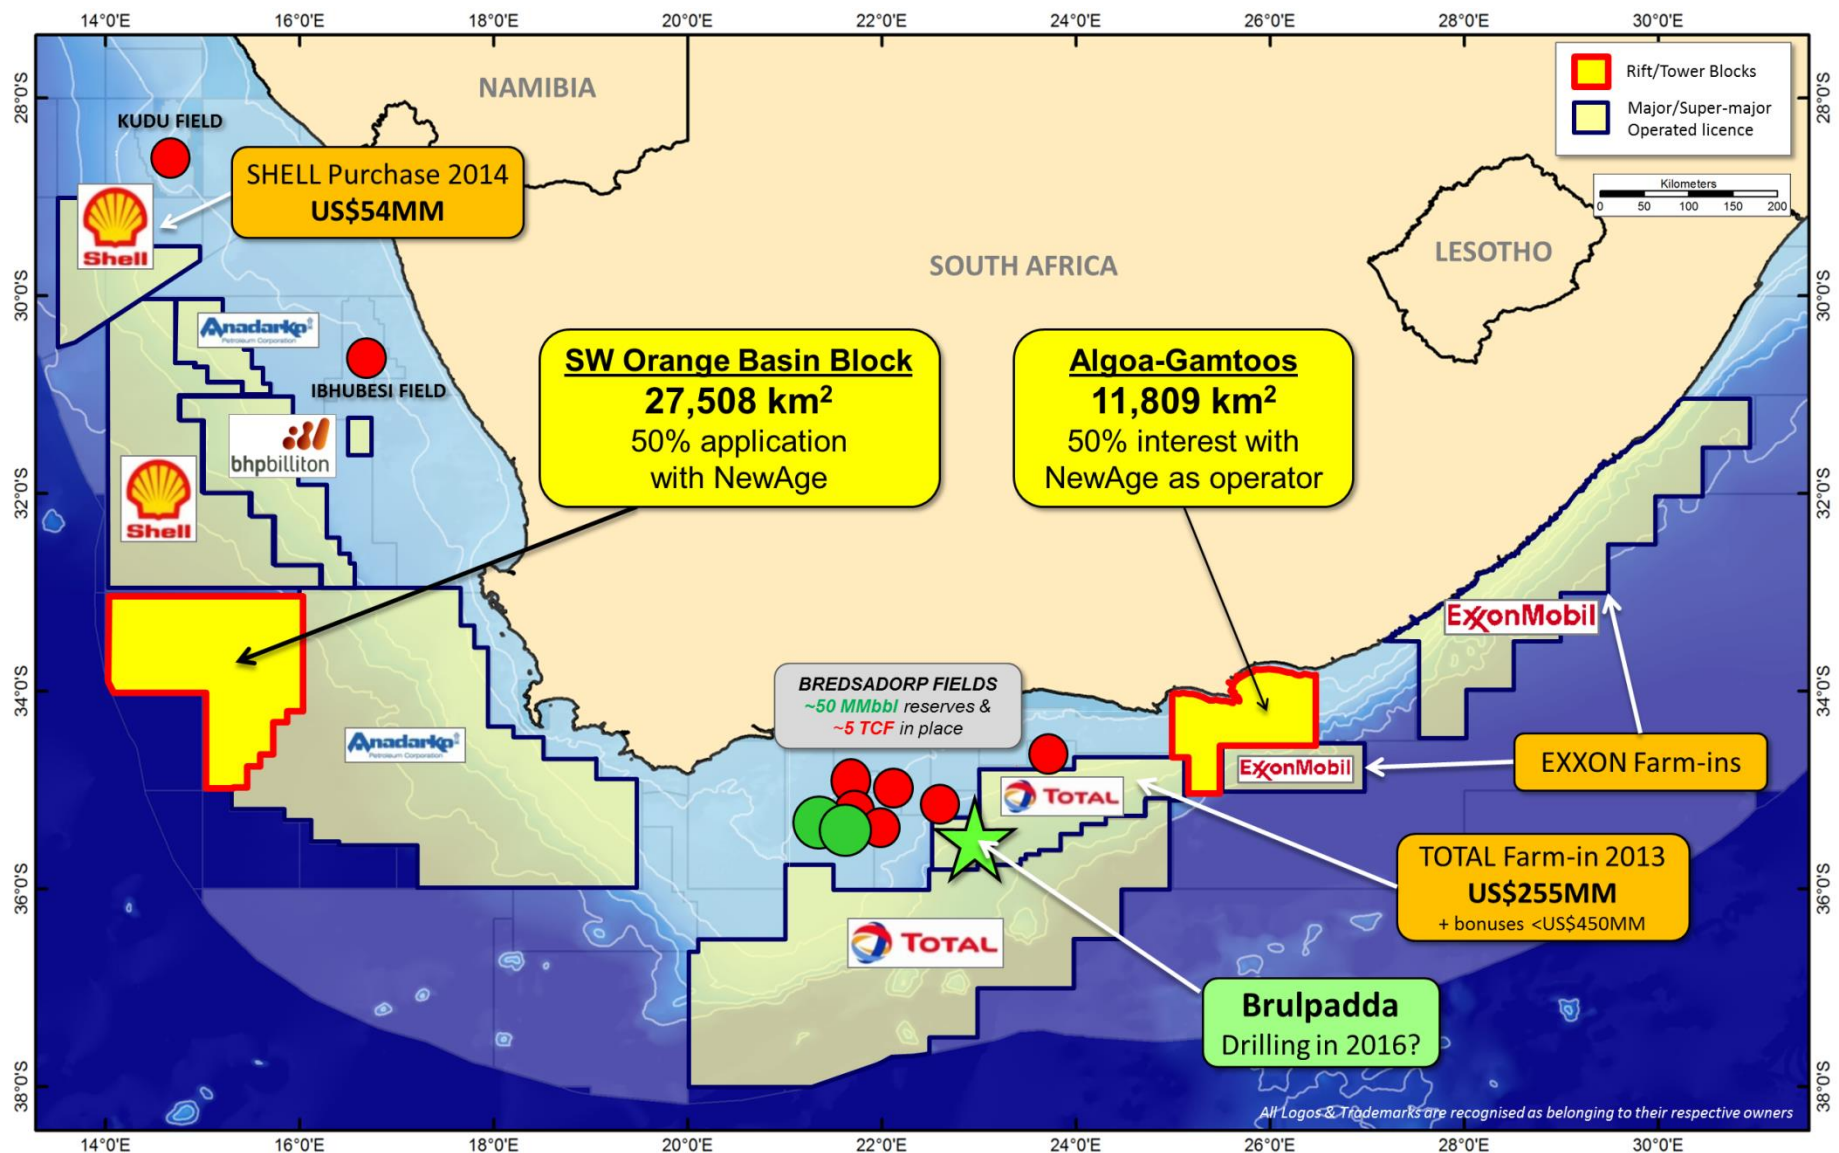 14°0'E 16°0'E 18°0'E 20°0'E 22°0'E 24°0'E 26°0'E 28°0'E 30°0'E
28°0'S 28°0'S
30°0'S 30°0'S
32°0'S 32°0'S
34°0'S 34°0'S
36°0'S 36°0'S
38°0'S 38°0'S
NAMIBIA
Rift/Tower Blocks
Major/Super-major
Operated licence
Kilometers
0 50 100 150 200
KUDU FIELD
SHELL Purchase 2014
US$54MM
Shell
SOUTH AFRICA
LESOTHO
Anadarko
Petroleum Corporation
IBHUBESI FIELD
bhpbilliton
Shell
SW Orange Basin Block
27,508 km²
50% application
with NewAge
Algoa-Gamtoos
11,809 km²
50% interest with
NewAge as operator
ExxonMobil
BREDSADORP FIELDS
~50 MMbbl reserves &
~5 TCF in place
Anadarko
Petroleum Corporation
ExxonMobil
EXXON Farm-ins
TOTAL
TOTAL Farm-in 2013
US$255MM
+ bonuses <US$450MM
TOTAL
Brulpadda
Drilling in 2016?
All Logos & Trademarks are recognised as belonging to their respective owners
14°0'E 16°0'E 18°0'E 20°0'E 22°0'E 24°0'E 26°0'E 28°0'E 30°0'E